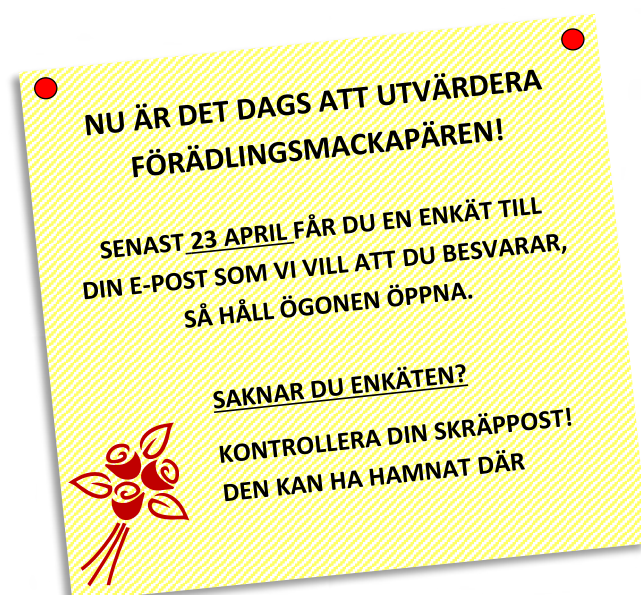 NU ÄR DET DAGS ATT UTVÄRDERA
FÖRÄDLINGSMACKAPÄREN!
SENAST 23 APRIL FÅR DU EN ENKÄT TILL
DIN E-POST SOM VI VILL ATT DU BESVARAR,
SÅ HÅLL ÖGONEN ÖPPNA.
SAKNAR DU ENKÄTEN?
KONTROLLERA DIN SKRÄPPOST!
DEN KAN HA HAMNAT DÄR